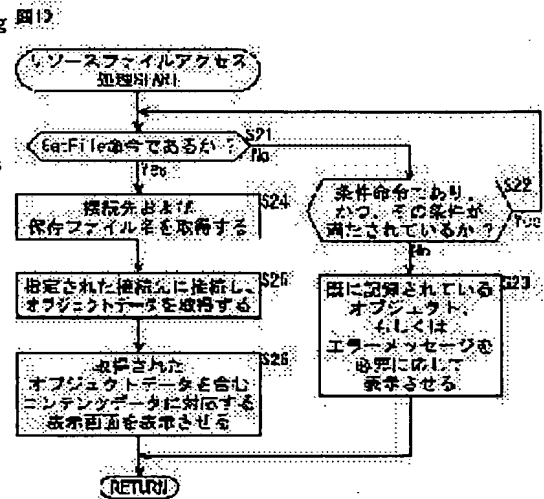 g
図19
リソースファイルアクセス
処理START
GetFile命令であるか?
S21
Yes
No
接続先および
保存ファイル名を取得する
S24
指定された接続先に接続し、
オブジェクトデータを取得する
S25
取得された
オブジェクトデータを含む
コンテンツデータに対応する
表示画面を表示させる
S26
条件命令であり、
かつ、その条件が
満たされているか?
S22
Yes
No
既に記録されている
オブジェクト、
もしくは
エラーメッセージを
必要に応じて
表示させる
S23
RETURN